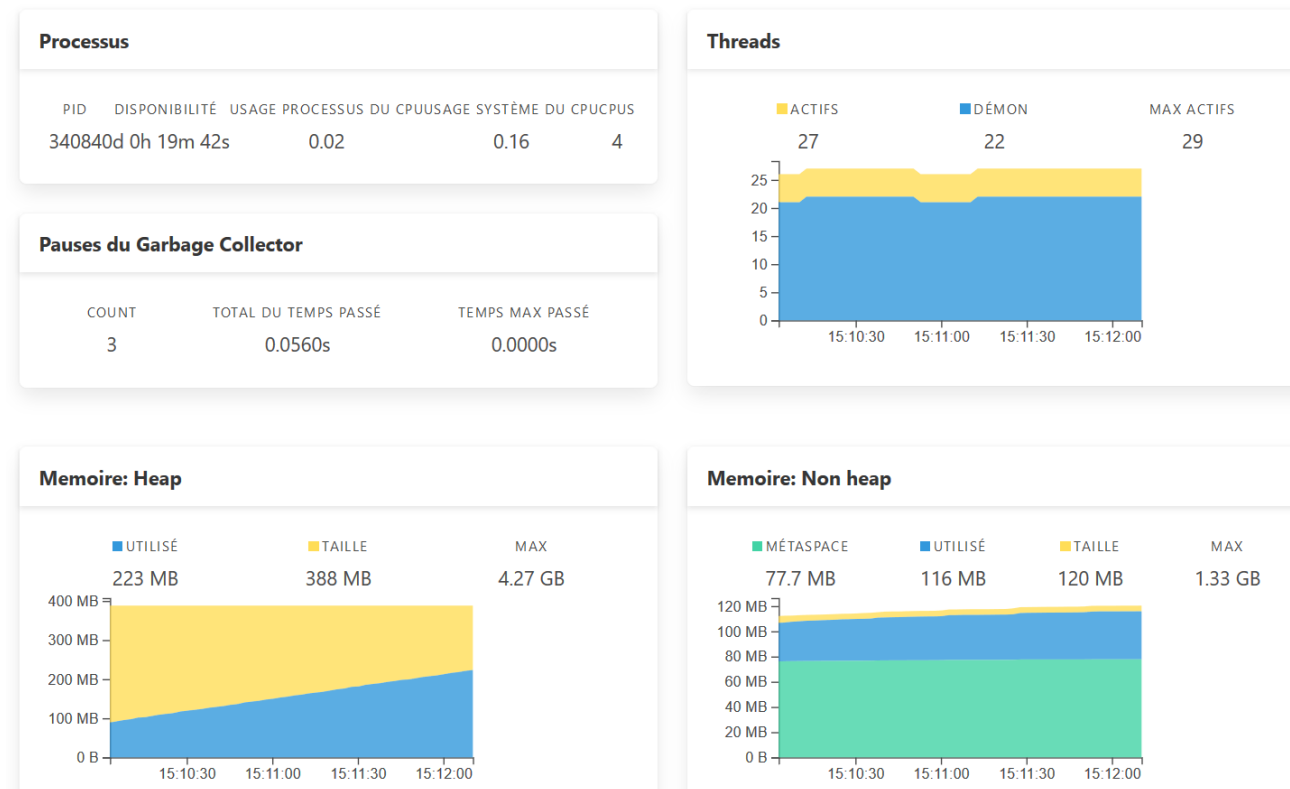 Processus
PID DISPONIBILITÉ USAGE PROCESSUS DU CPUUSAGE SYSTÈME DU CPUCPUS
340840d 0h 19m 42s 0.02 0.16 4
Pauses du Garbage Collector
COUNT TOTAL DU TEMPS PASSÉ TEMPS MAX PASSÉ
3 0.0560s 0.0000s
Threads
ACTIFS DÉMON MAX ACTIFS
27 22 29
25
20
15
10
5
0
15:10:30 15:11:00 15:11:30 15:12:00
Memoire: Heap
UTILISÉ TAILLE MAX
223 MB 388 MB 4.27 GB
400 MB
300 MB
200 MB
100 MB
0 B
15:10:30 15:11:00 15:11:30 15:12:00
Memoire: Non heap
MÉTASPACE UTILISÉ TAILLE MAX
77.7 MB 116 MB 120 MB 1.33 GB
120 MB
100 MB
80 MB
60 MB
40 MB
20 MB
0 B
15:10:30 15:11:00 15:11:30 15:12:00